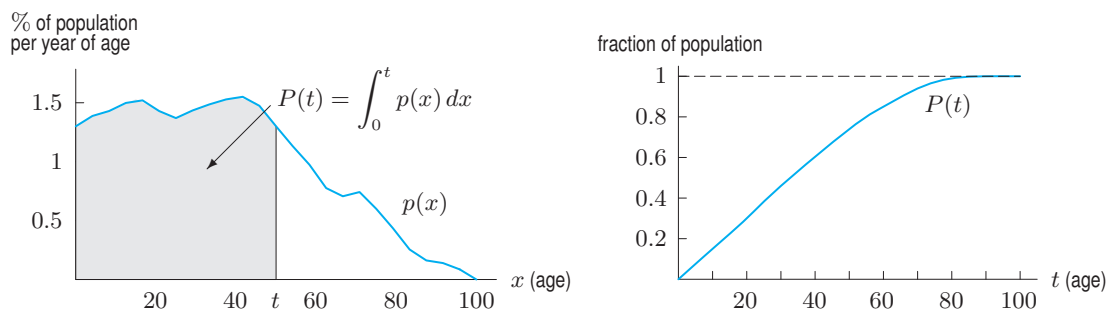 % of population
per year of age
1.5
1
0.5
P(t) = ∫₀ᵗ p(x) dx
p(x)
20 40 t 60 80 100
x (age)
fraction of population
1
0.8
0.6
0.4
0.2
P(t)
20 40 60 80 100
t (age)